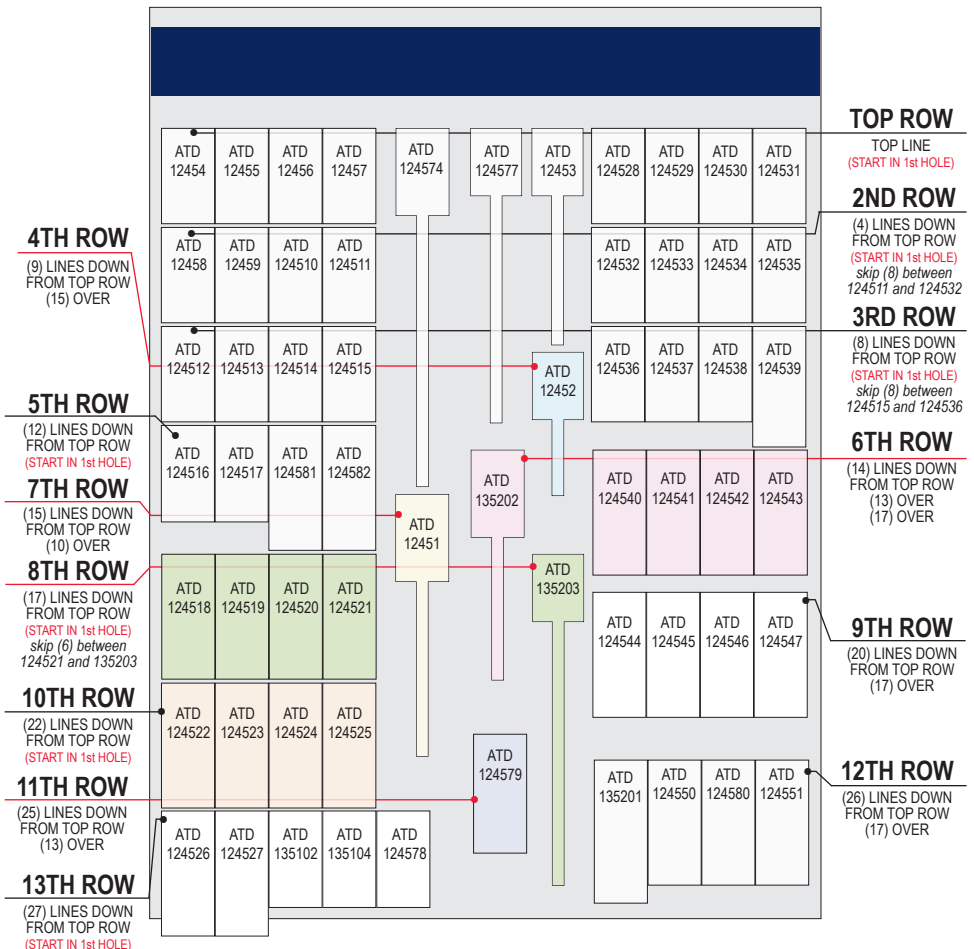 TOP ROW
TOP LINE
(START IN 1st HOLE)
ATD
12454
ATD
12455
ATD
12456
ATD
12457
ATD
124574
ATD
124577
ATD
12453
ATD
124528
ATD
124529
ATD
124530
ATD
124531
2ND ROW
(4) LINES DOWN
FROM TOP ROW
(START IN 1st HOLE)
skip (8) between
124511 and 124532
ATD
12458
ATD
12459
ATD
124510
ATD
124511
ATD
124532
ATD
124533
ATD
124534
ATD
124535
4TH ROW
(9) LINES DOWN
FROM TOP ROW
(15) OVER
3RD ROW
(8) LINES DOWN
FROM TOP ROW
(START IN 1st HOLE)
skip (8) between
124515 and 124536
ATD
124512
ATD
124513
ATD
124514
ATD
124515
ATD
12452
ATD
124536
ATD
124537
ATD
124538
ATD
124539
5TH ROW
(12) LINES DOWN
FROM TOP ROW
(START IN 1st HOLE)
ATD
124516
ATD
124517
ATD
124581
ATD
124582
6TH ROW
(14) LINES DOWN
FROM TOP ROW
(13) OVER
(17) OVER
ATD
135202
ATD
124540
ATD
124541
ATD
124542
ATD
124543
7TH ROW
(15) LINES DOWN
FROM TOP ROW
(10) OVER
ATD
12451
8TH ROW
(17) LINES DOWN
FROM TOP ROW
(START IN 1st HOLE)
skip (6) between
124521 and 135203
ATD
124518
ATD
124519
ATD
124520
ATD
124521
ATD
135203
9TH ROW
(20) LINES DOWN
FROM TOP ROW
(17) OVER
ATD
124544
ATD
124545
ATD
124546
ATD
124547
10TH ROW
(22) LINES DOWN
FROM TOP ROW
(START IN 1st HOLE)
ATD
124522
ATD
124523
ATD
124524
ATD
124525
11TH ROW
(25) LINES DOWN
FROM TOP ROW
(13) OVER
ATD
124579
12TH ROW
(26) LINES DOWN
FROM TOP ROW
(17) OVER
ATD
135201
ATD
124550
ATD
124580
ATD
124551
13TH ROW
(27) LINES DOWN
FROM TOP ROW
(START IN 1st HOLE)
ATD
124526
ATD
124527
ATD
135102
ATD
135104
ATD
124578